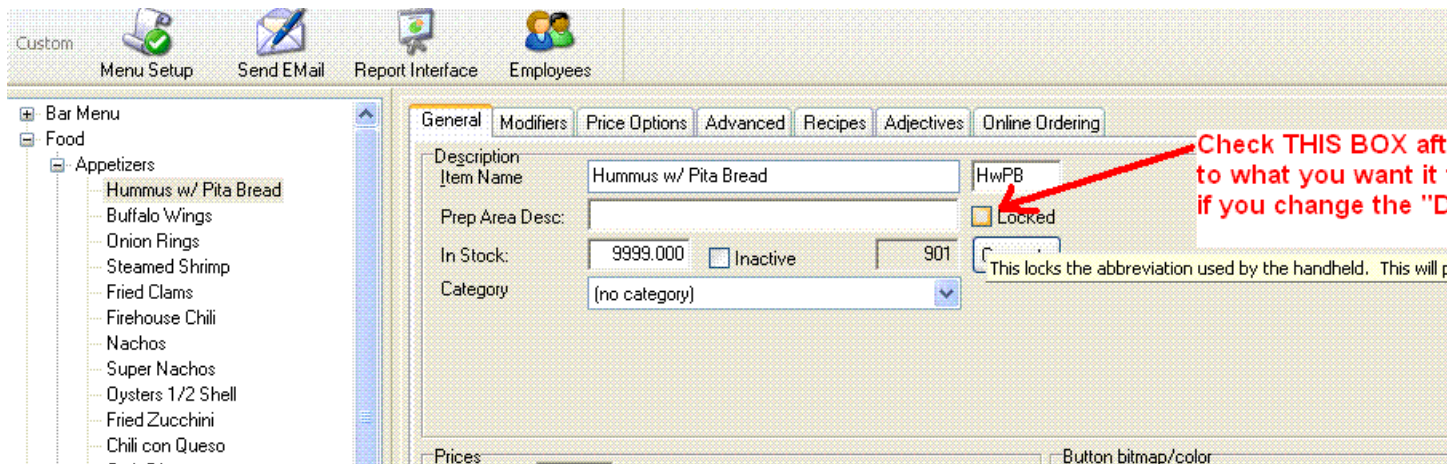 Custom
Menu Setup Send EMail Report Interface Employees
Bar Menu
Food
Appetizers
Hummus w/ Pita Bread
Buffalo Wings
Onion Rings
Steamed Shrimp
Fried Clams
Firehouse Chili
Nachos
Super Nachos
Oysters 1/2 Shell
Fried Zucchini
Chili con Queso
General Modifiers Price Options Advanced Recipes Adjectives Online Ordering
Description
Item Name Hummus w/ Pita Bread HwPB
Prep Area Desc: Locked
In Stock: 9999.000 Inactive 901
Category (no category)
Check THIS BOX aft
to what you want it
if you change the "D
This locks the abbreviation used by the handheld. This will p
Prices
Button bitmap/color